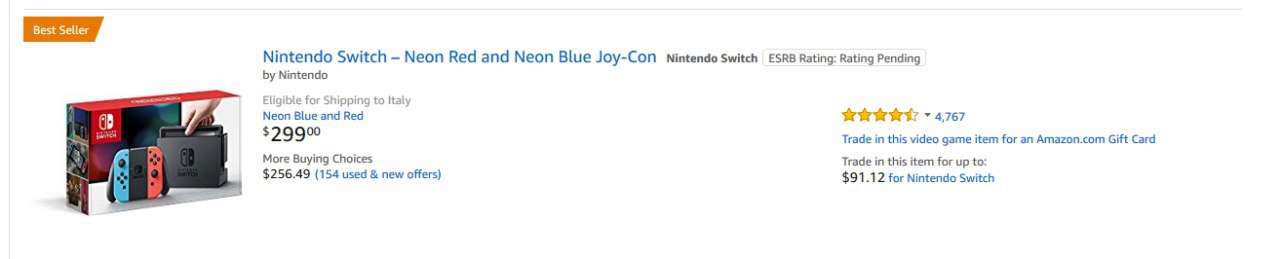 Best Seller
Nintendo Switch – Neon Red and Neon Blue Joy-Con Nintendo Switch ESRB Rating: Rating Pending
by Nintendo
Eligible for Shipping to Italy
Neon Blue and Red
$299.00
More Buying Choices
$256.49 (154 used & new offers)
4,767
Trade in this video game item for an Amazon.com Gift Card
Trade in this item for up to:
$91.12 for Nintendo Switch
NINTENDO
SWITCH